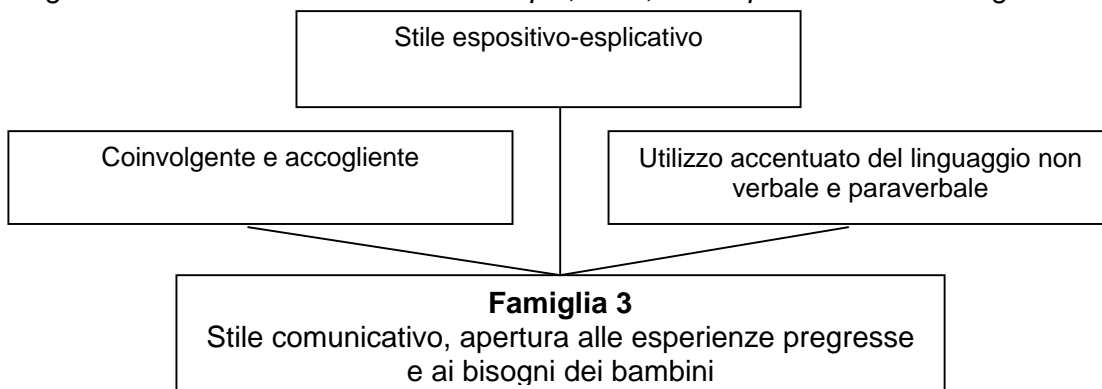 Stile espositivo-esplicativo
Coinvolgente e accogliente
Utilizzo accentuato del linguaggio non
verbale e paraverbale
Famiglia 3
Stile comunicativo, apertura alle esperienze pregresse
e ai bisogni dei bambini